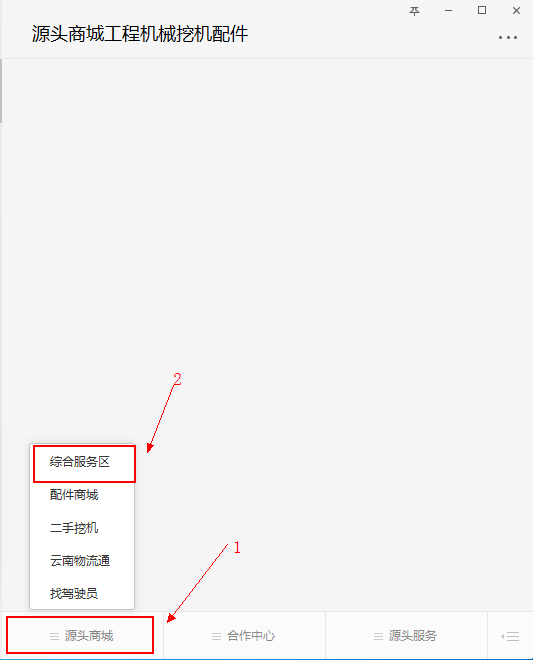 源头商城工程机械挖机配件
2
综合服务区
配件商城
二手挖机
云南物流通
找驾驶员
1
源头商城
合作中心
源头服务